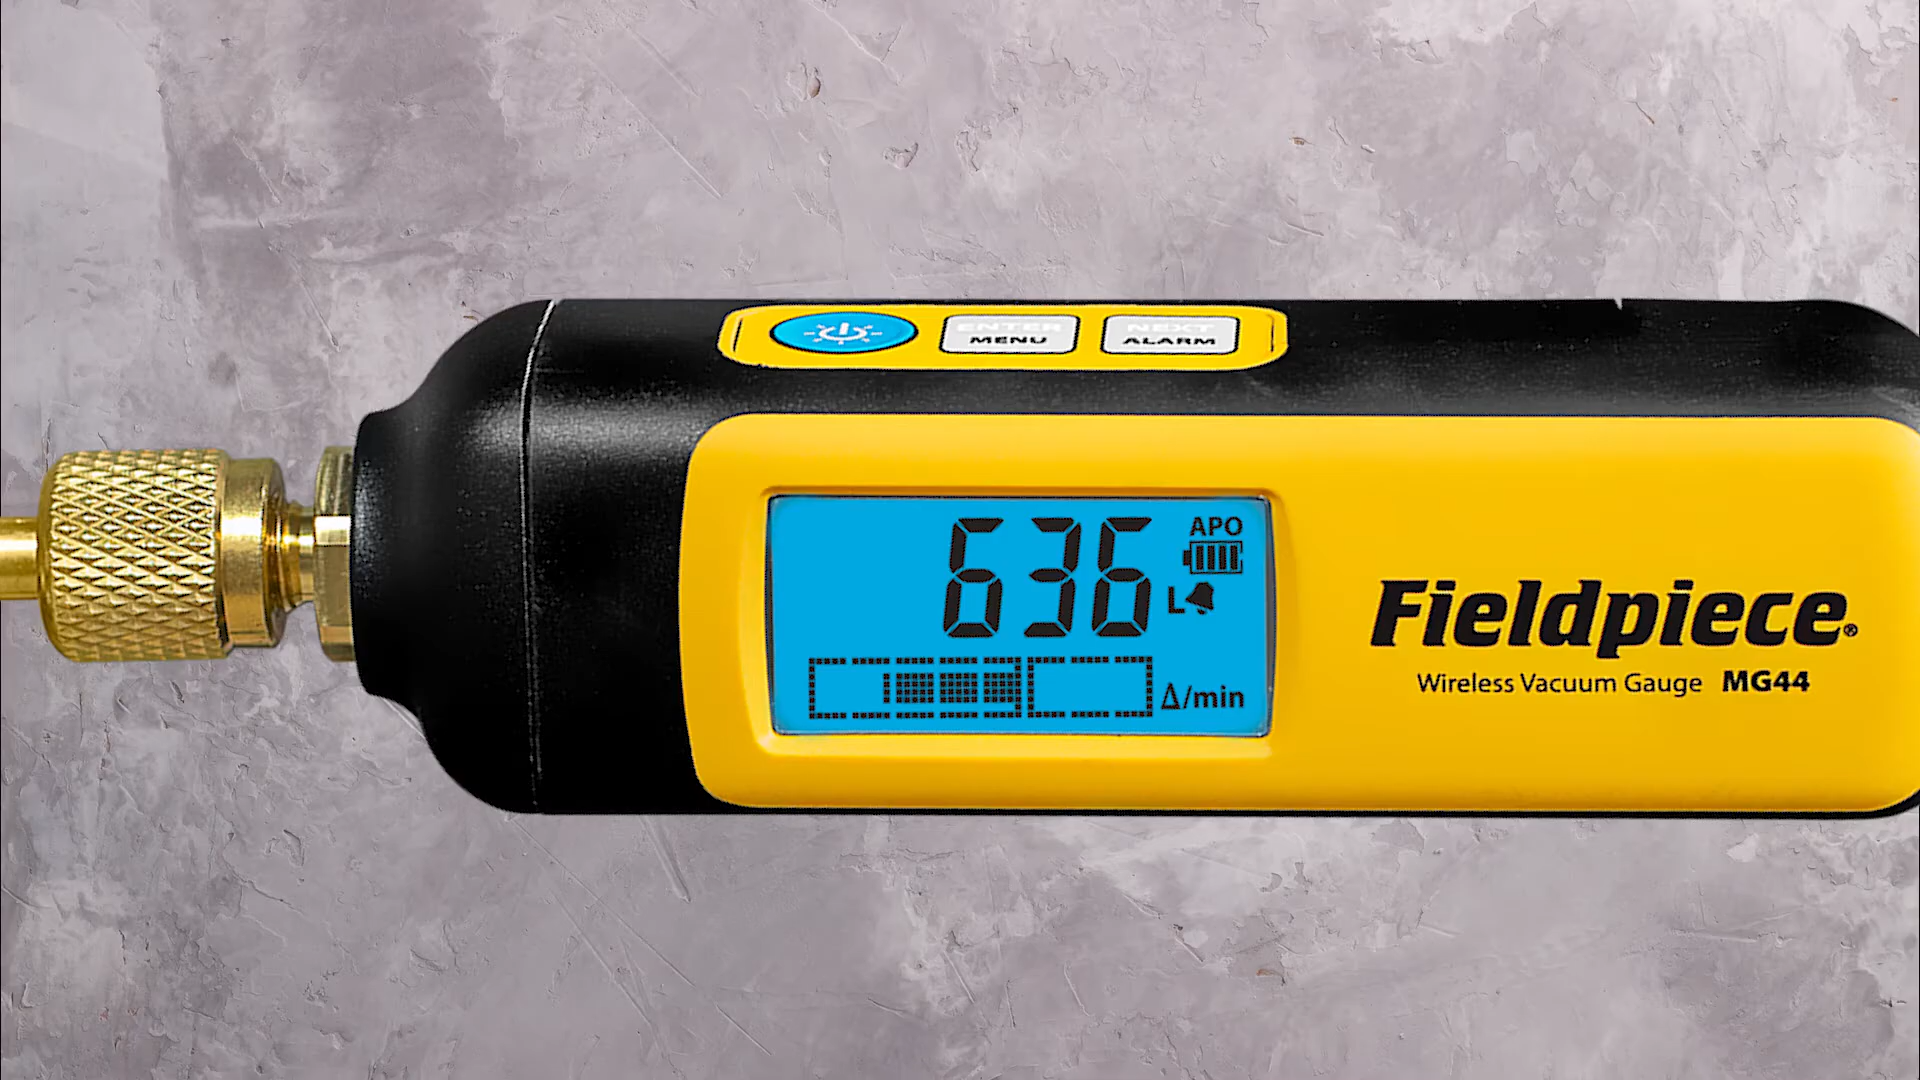 ENTER
MENU
NEXT
ALARM
636
APO
L
Δ/min
Fieldpiece®
Wireless Vacuum Gauge MG44